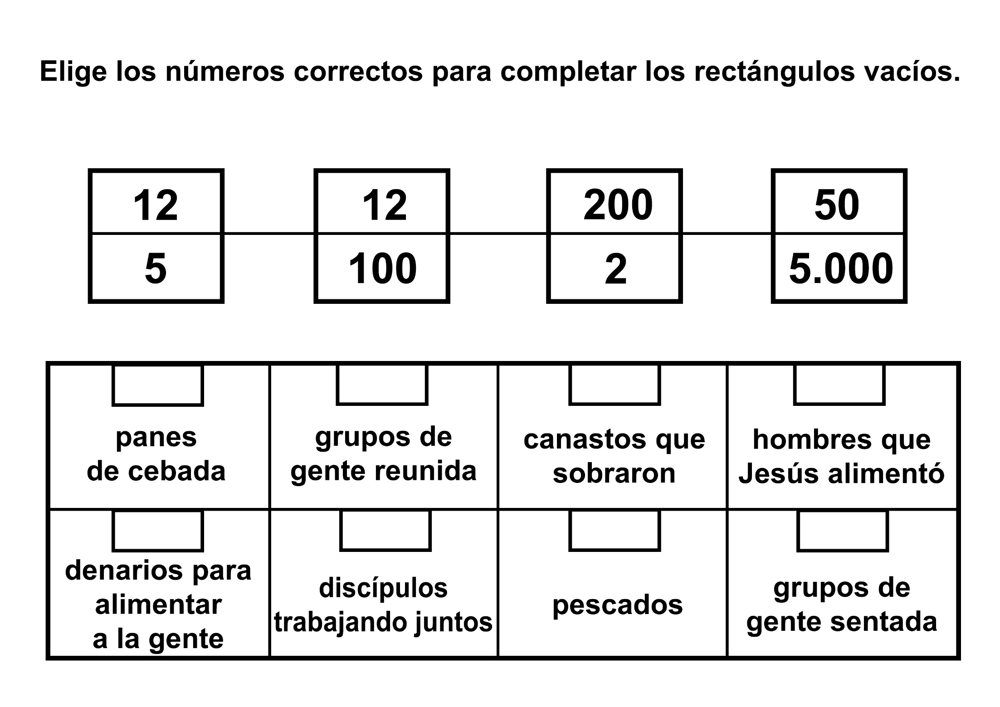 Elige los números correctos para completar los rectángulos vacíos.
12
12
200
50
5
100
2
5.000
panes
de cebada
grupos de
gente reunida
canastos que
sobraron
hombres que
Jesús alimentó
denarios para
alimentar
a la gente
discípulos
trabajando juntos
pescados
grupos de
gente sentada